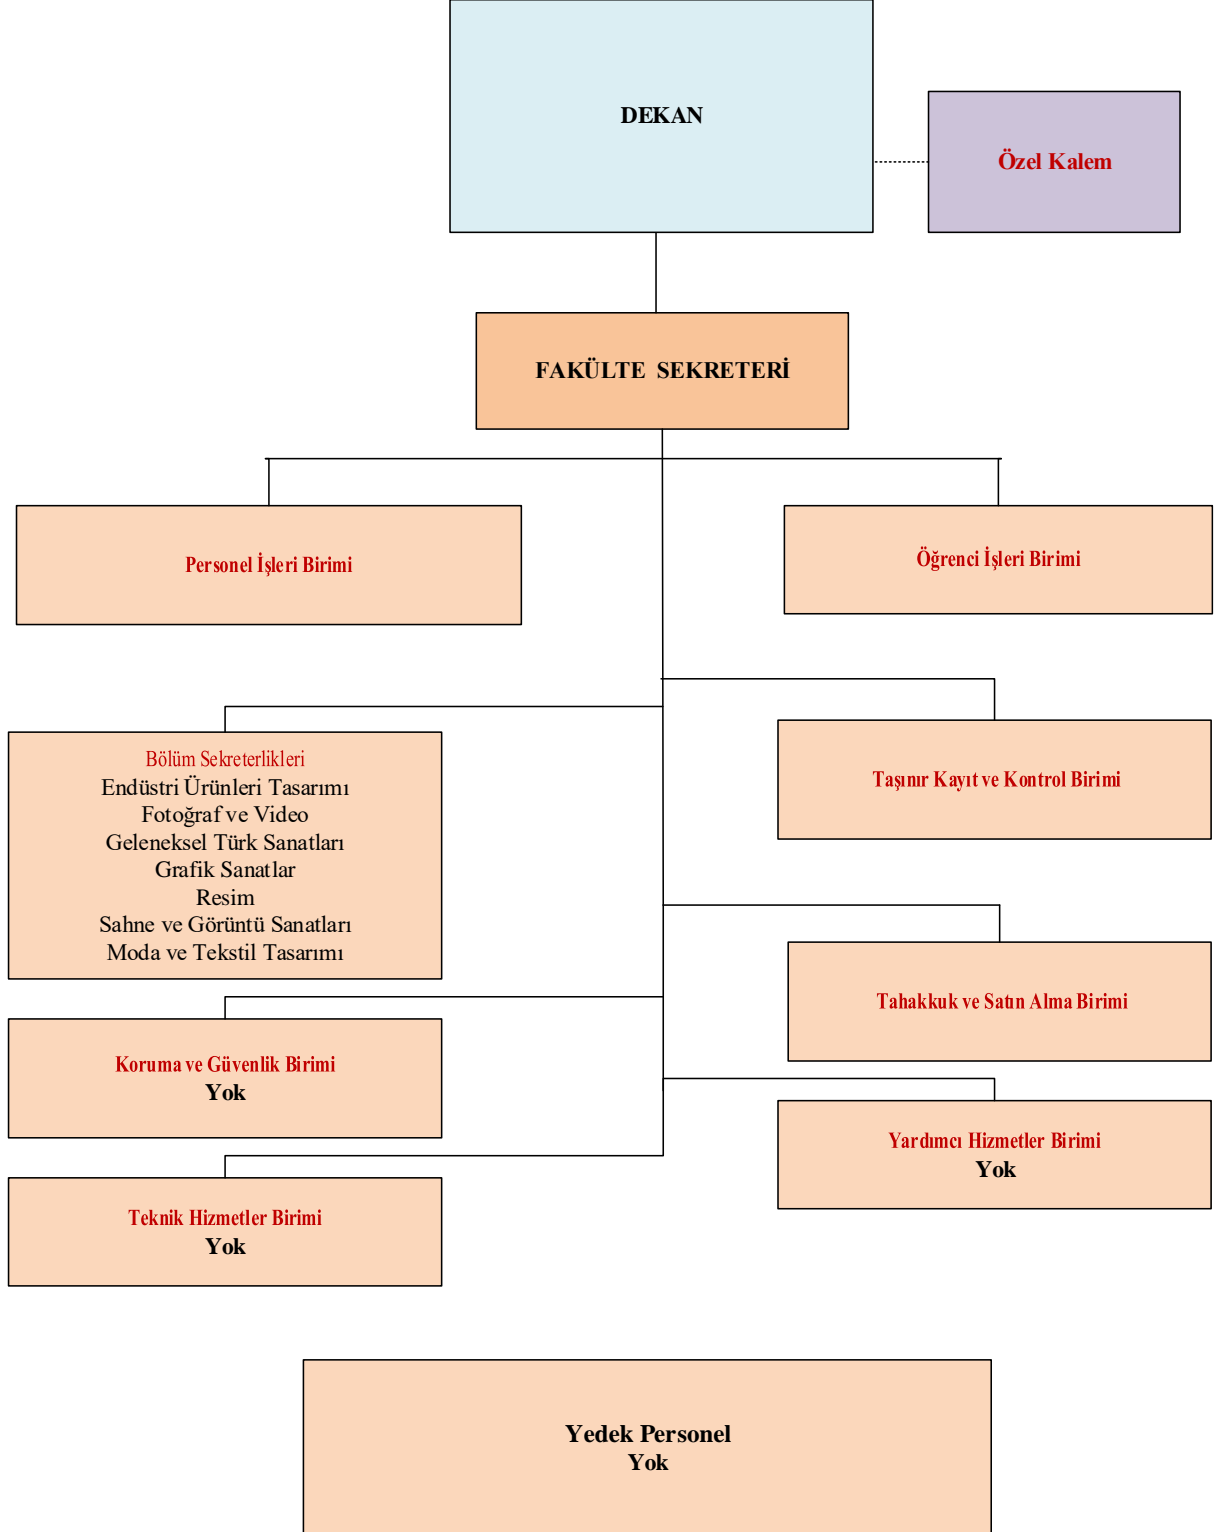 DEKAN
Özel Kalem
FAKÜLTE SEKRETERİ
Personel İşleri Birimi
Öğrenci İşleri Birimi
Bölüm Sekreterlikleri
Endüstri Ürünleri Tasarımı
Fotoğraf ve Video
Geleneksel Türk Sanatları
Grafik Sanatlar
Resim
Sahne ve Görüntü Sanatları
Moda ve Tekstil Tasarımı
Taşınır Kayıt ve Kontrol Birimi
Tahakkuk ve Satın Alma Birimi
Koruma ve Güvenlik Birimi
Yok
Yardımcı Hizmetler Birimi
Yok
Teknik Hizmetler Birimi
Yok
Yedek Personel
Yok